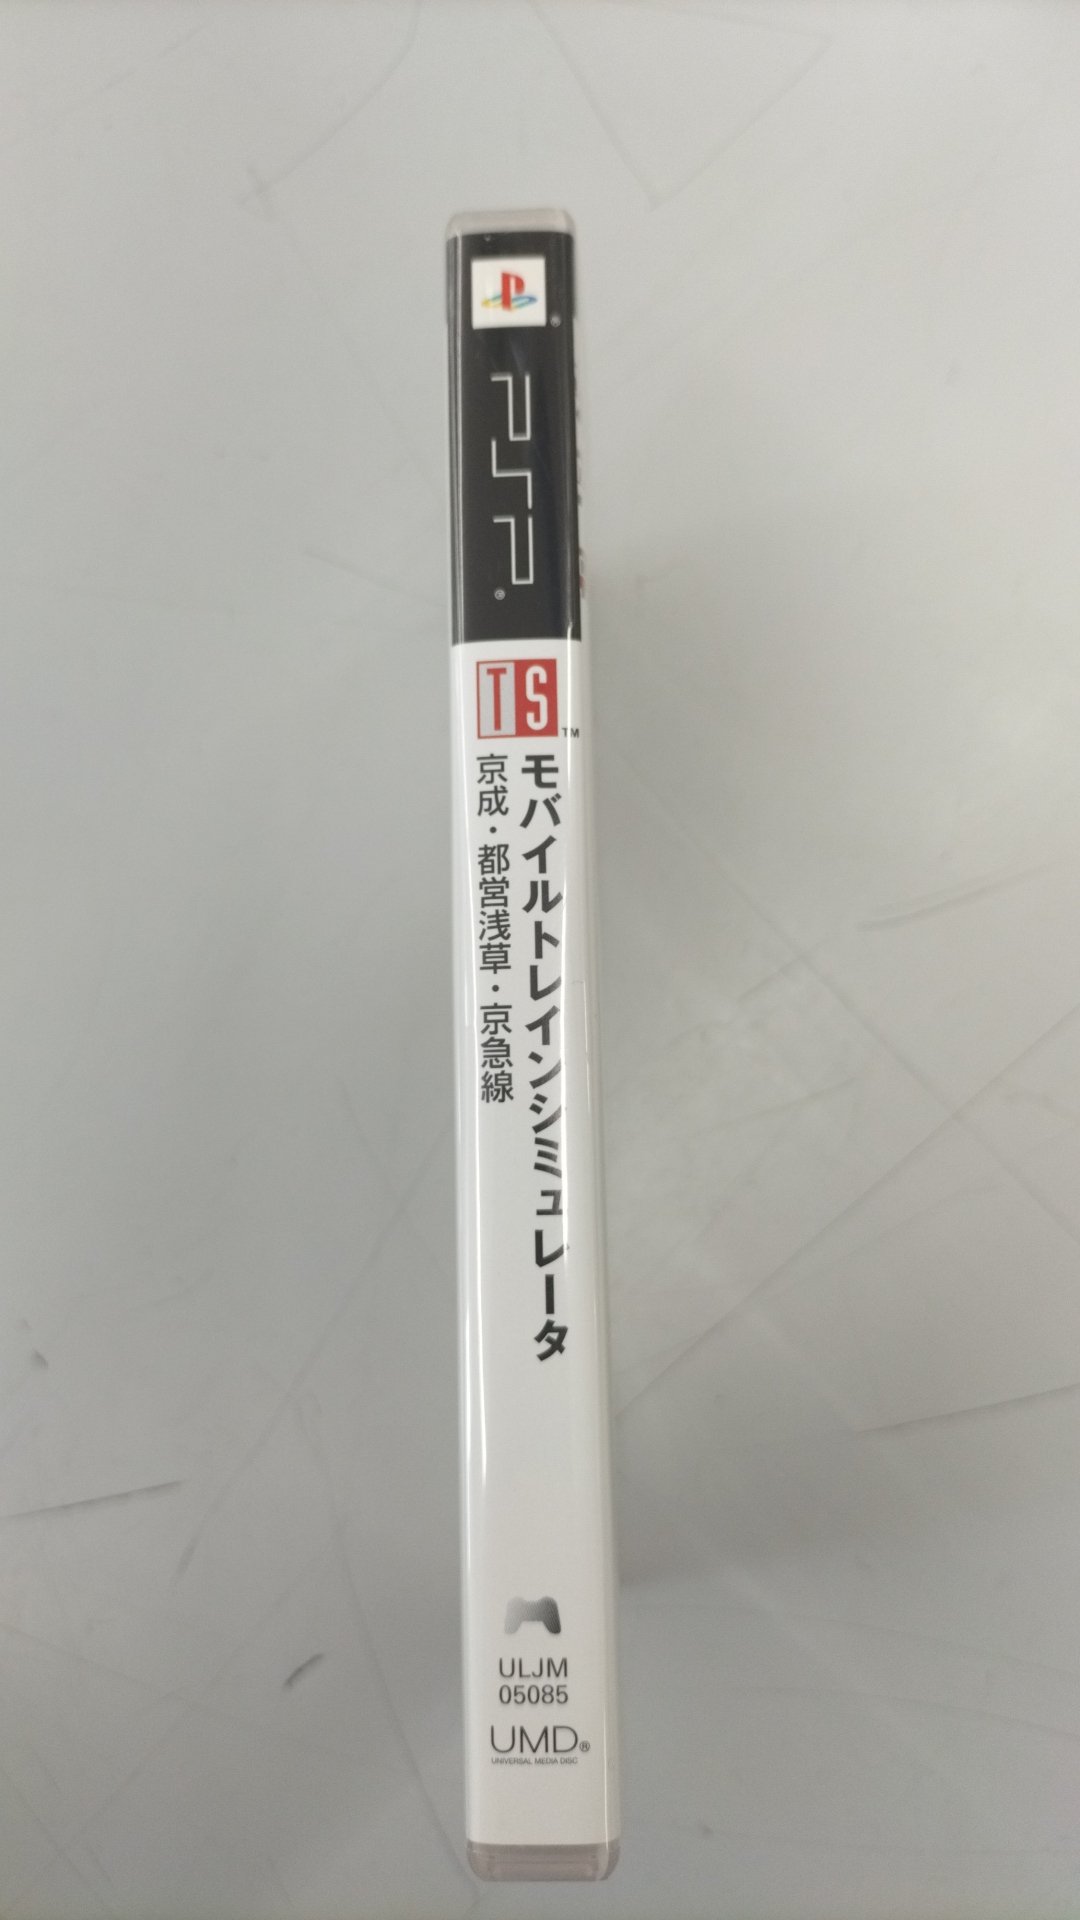 PSP®
TS™
モバイルトレインシミュレータ
京成・都営浅草・京急線
ULJM
05085
UMD®
UNIVERSAL MEDIA DISC